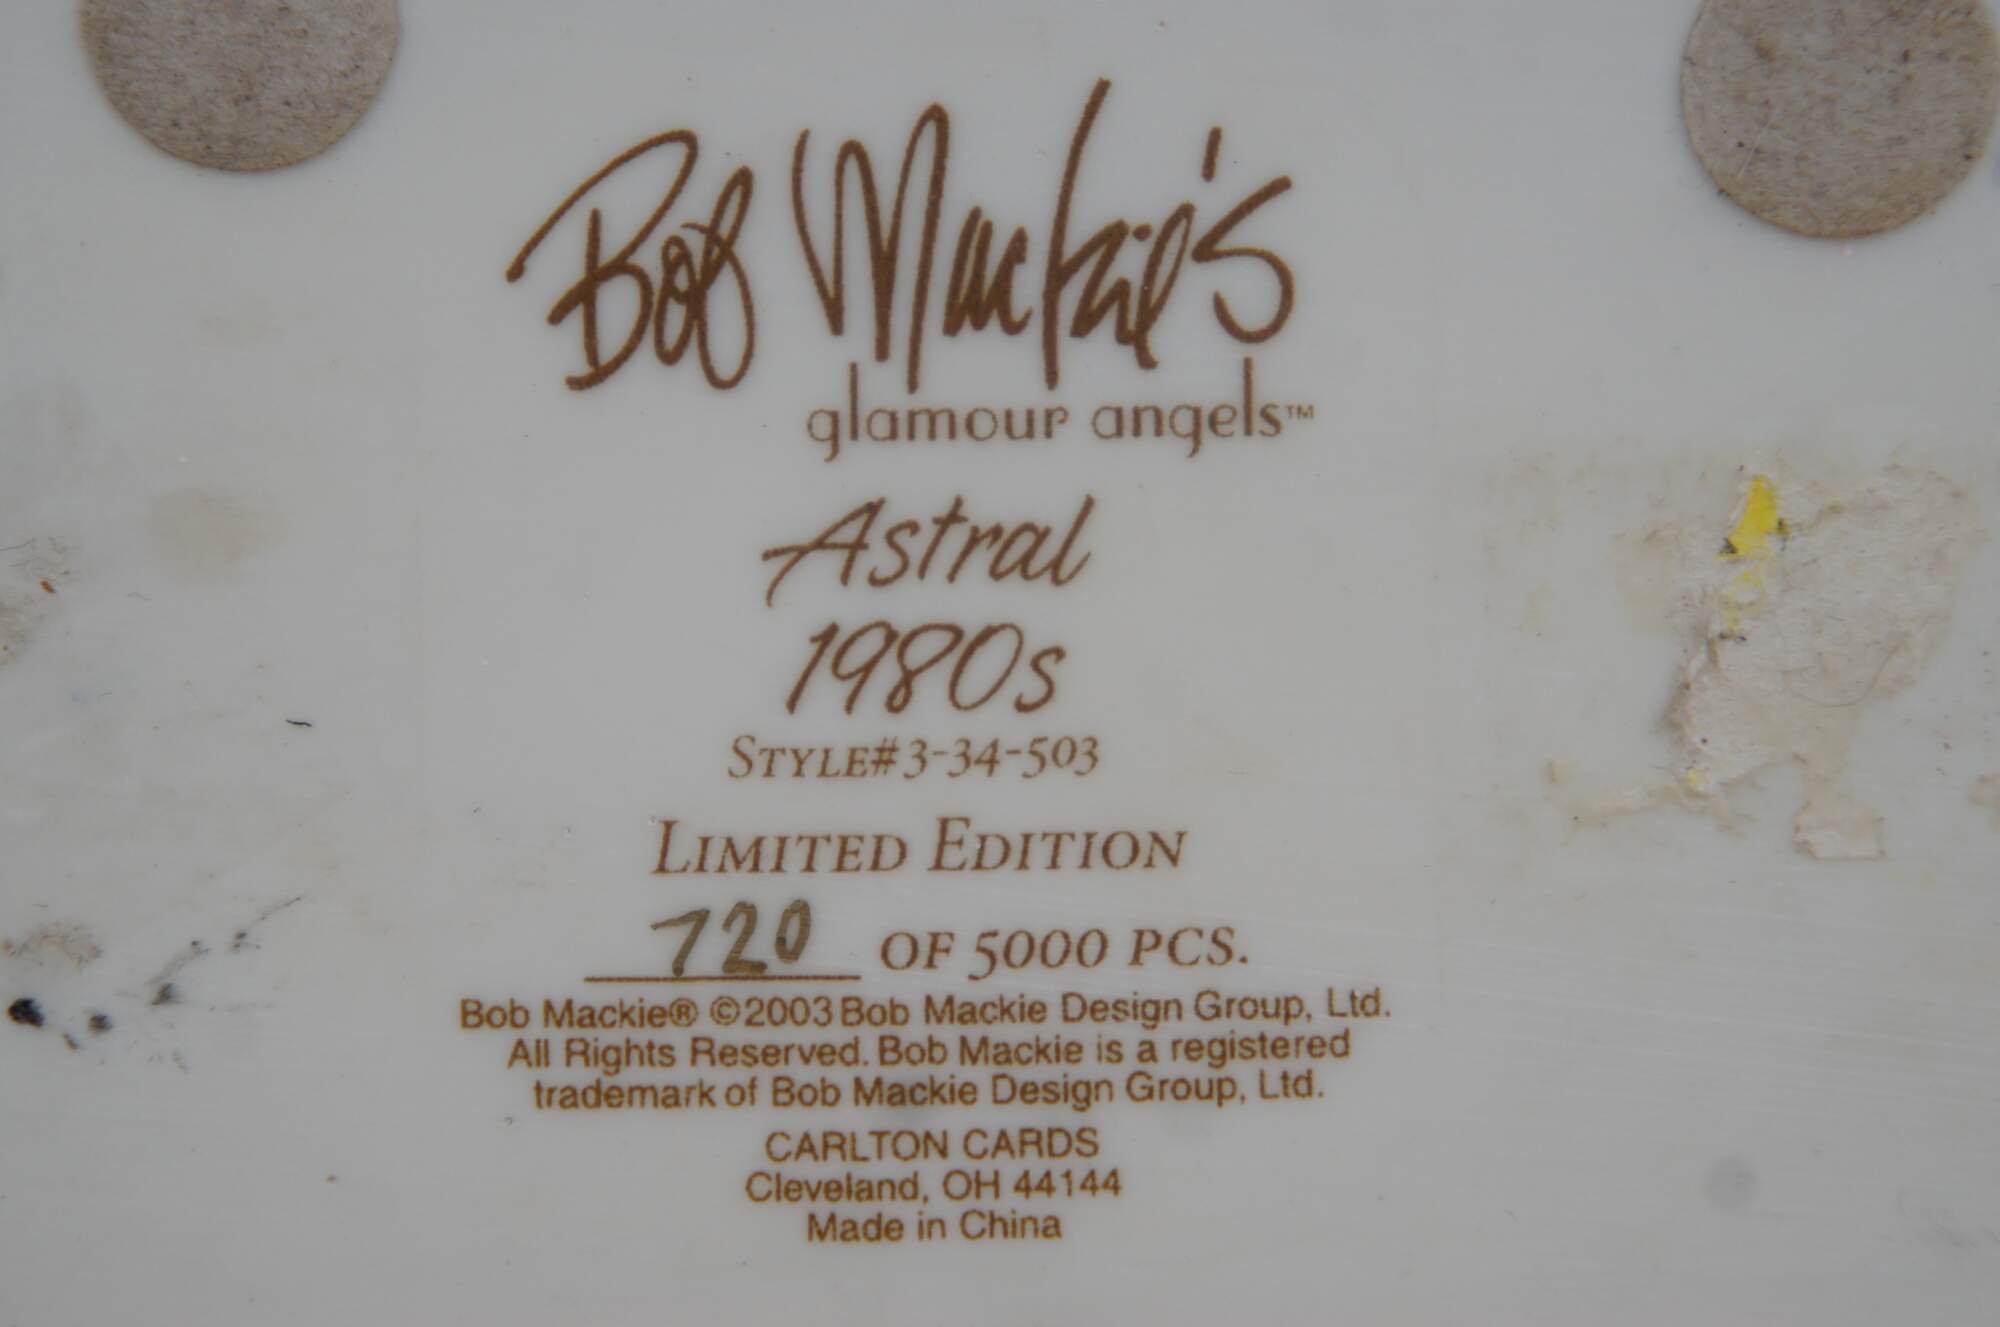 Bob Mackie's
glamour angels™
Astral
1980s
STYLE# 3-34-503
LIMITED EDITION
720 OF 5000 PCS.
Bob Mackie® ©2003 Bob Mackie Design Group, Ltd.
All Rights Reserved. Bob Mackie is a registered
trademark of Bob Mackie Design Group, Ltd.
CARLTON CARDS
Cleveland, OH 44144
Made in China